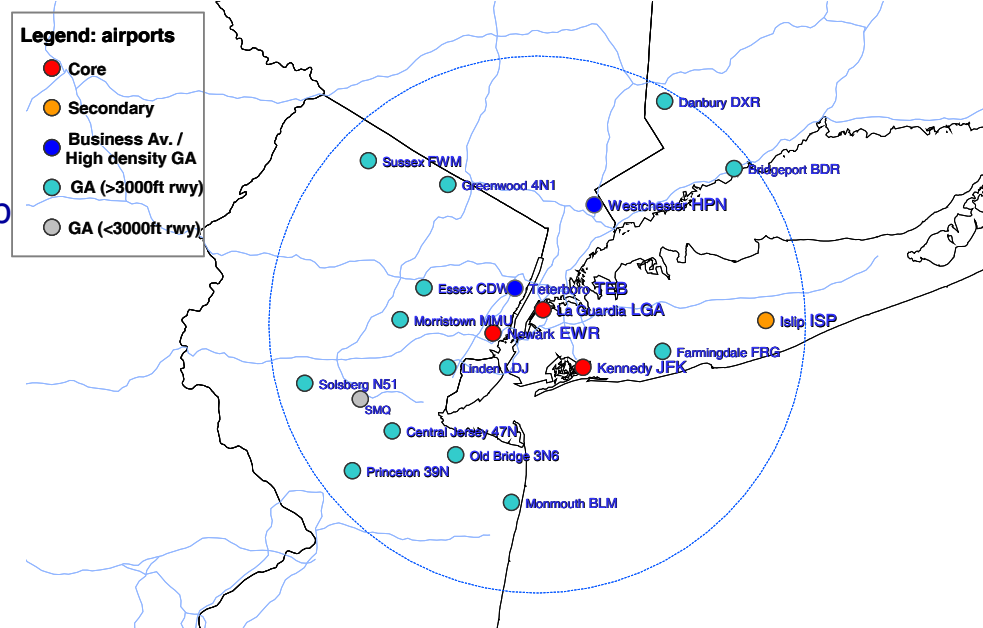 Legend: airports
Core
Secondary
Business Av. /
High density GA
GA (>3000ft rwy)
GA (<3000ft rwy)
Danbury DXR
Sussex FWM
Bridgeport BDR
Greenwood 4N1
Westchester HPN
Essex CDW
Teterboro TEB
La Guardia LGA
Morristown MMU
Islip ISP
Newark EWR
Farmingdale FRG
Linden LDJ
Kennedy JFK
Solsberg N51
SMQ
Central Jersey 47N
Old Bridge 3N6
Princeton 39N
Monmouth BLM